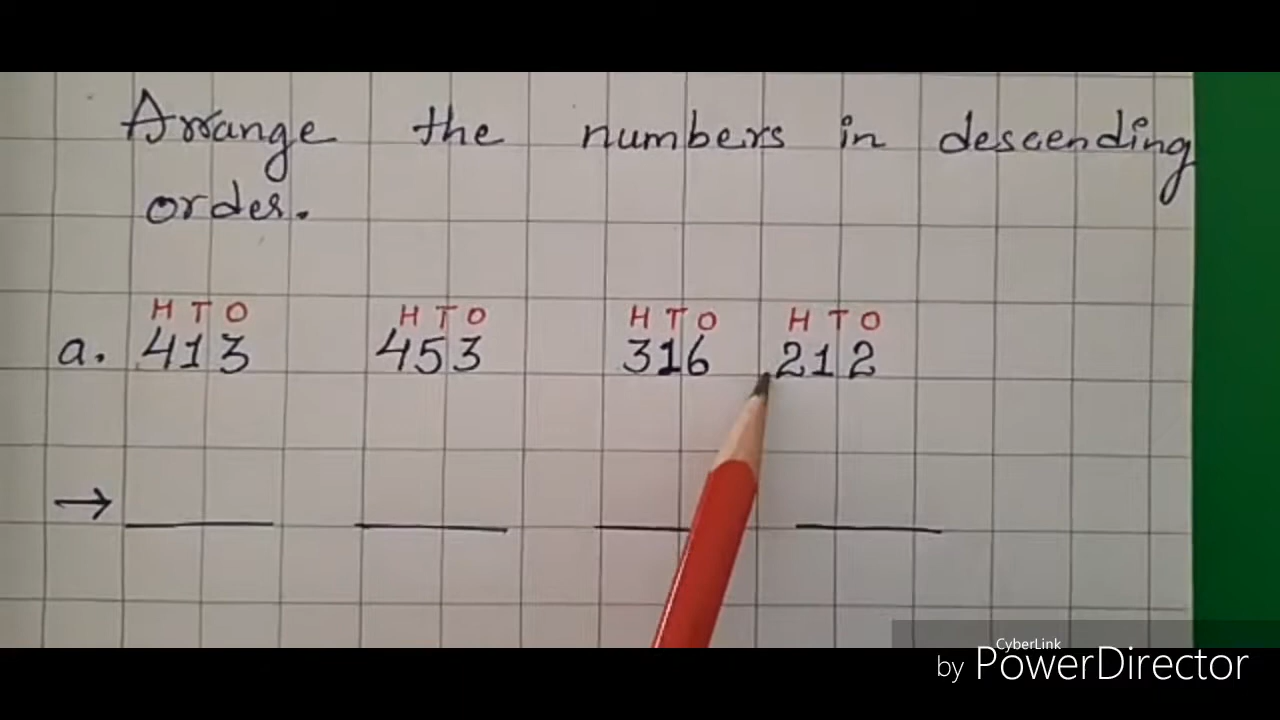 Arrange the numbers in descending
order.
H T O H T O H T O H T O
a. 413 453 316 212
→
CyberLink
by PowerDirector